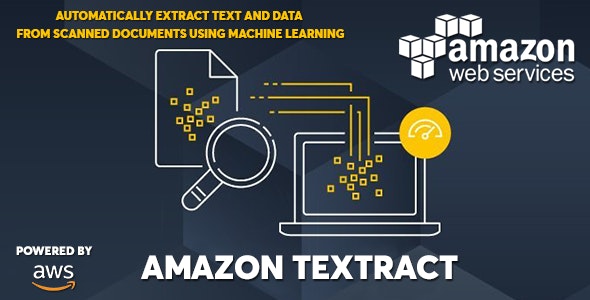 AUTOMATICALLY EXTRACT TEXT AND DATA
FROM SCANNED DOCUMENTS USING MACHINE LEARNING
amazon
web services
POWERED BY
aws
AMAZON TEXTRACT